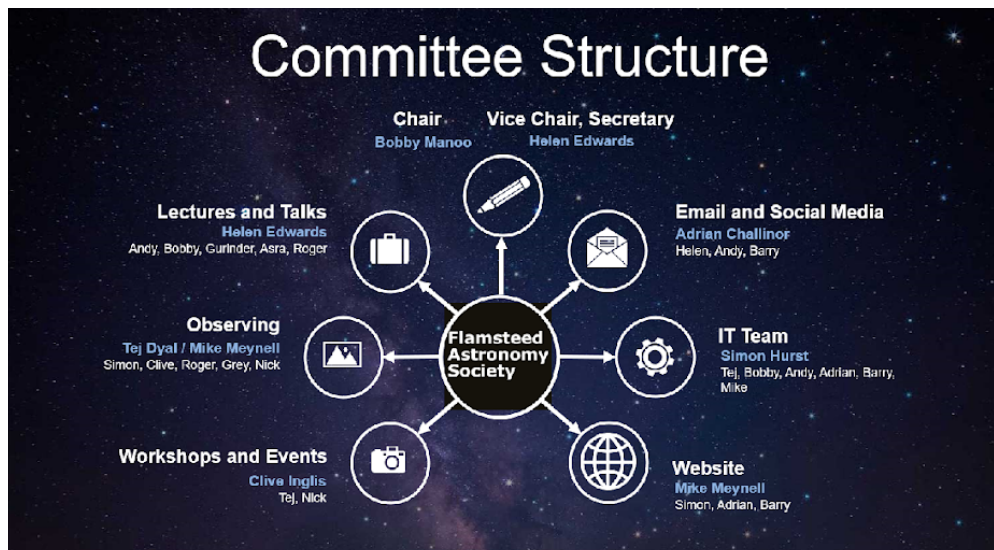 Committee Structure
Chair
Bobby Manoo
Vice Chair, Secretary
Helen Edwards
Lectures and Talks
Helen Edwards
Andy, Bobby, Gurinder, Asra, Roger
Email and Social Media
Adrian Challinor
Helen, Andy, Barry
Observing
Tej Dyal / Mike Meynell
Simon, Clive, Roger, Grey, Nick
Flamsteed
Astronomy
Society
IT Team
Simon Hurst
Tej, Bobby, Andy, Adrian, Barry,
Mike
Workshops and Events
Clive Inglis
Tej, Nick
Website
Mike Meynell
Simon, Adrian, Barry